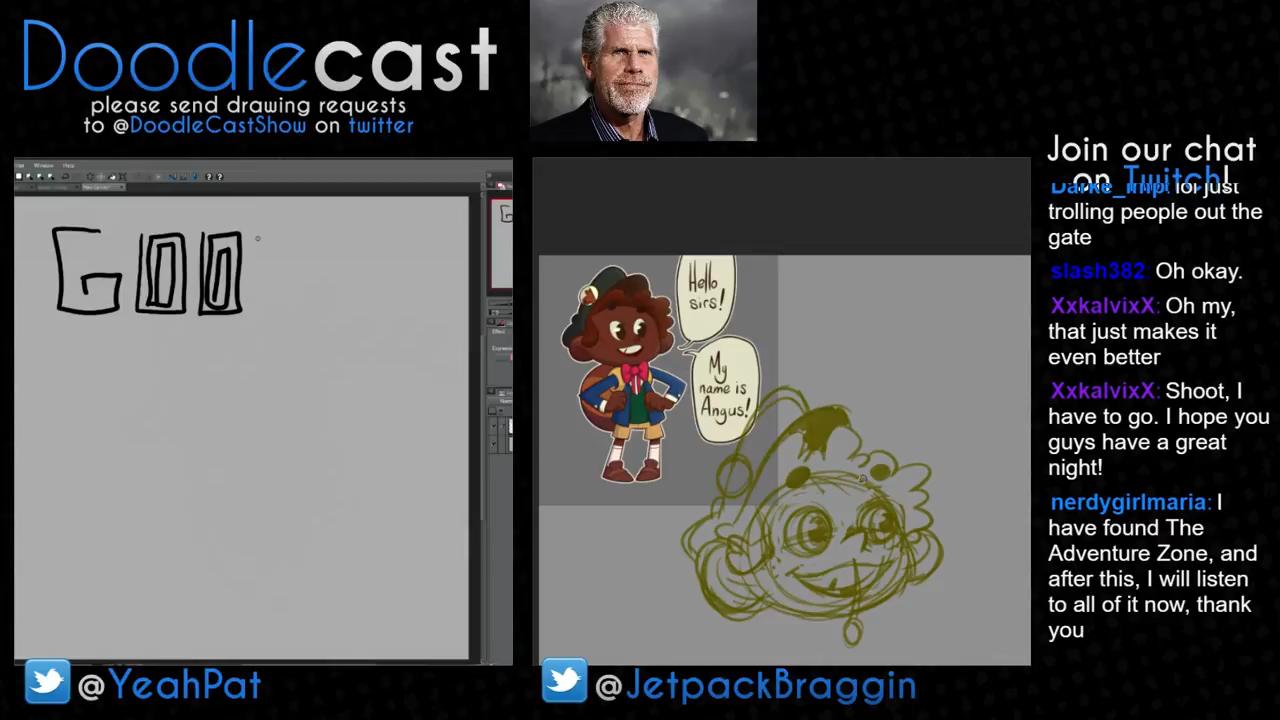 Doodlecast
please send drawing requests
to @DoodleCastShow on twitter
Window Help
GOO
Hello
sirs!
My
name is
Angus!
Join our chat
on Twitch!
Darke_imp: lol just
trolling people out the
gate
slash382: Oh okay.
XxkalvixX: Oh my,
that just makes it
even better
XxkalvixX: Shoot, I
have to go. I hope you
guys have a great
night!
nerdygirlmaria: I
have found The
Adventure Zone, and
after this, I will listen
to all of it now, thank
you
@YeahPat
@JetpackBraggin